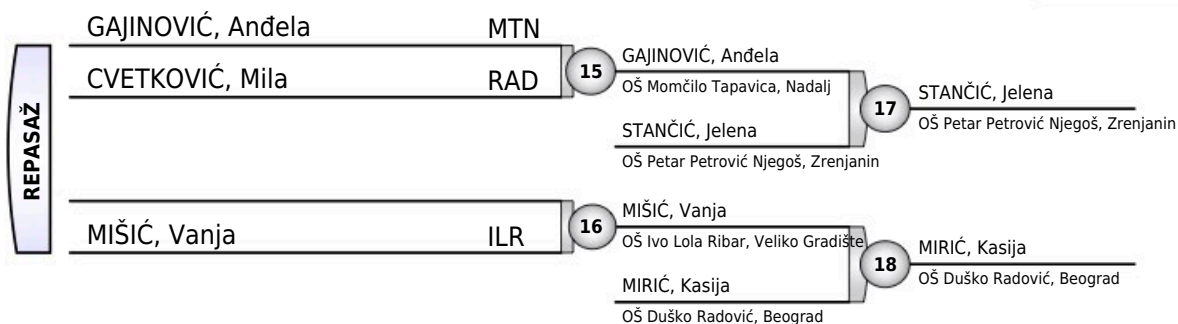 REPASAŽ
GAJINOVIĆ, Anđela MTN
CVETKOVIĆ, Mila RAD
15
GAJINOVIĆ, Anđela
OŠ Momčilo Tapavica, Nadalj
STANČIĆ, Jelena
OŠ Petar Petrović Njegoš, Zrenjanin
17
STANČIĆ, Jelena
OŠ Petar Petrović Njegoš, Zrenjanin
MIŠIĆ, Vanja ILR
16
MIŠIĆ, Vanja
OŠ Ivo Lola Ribar, Veliko Gradište
MIRIĆ, Kasija
OŠ Duško Radović, Beograd
18
MIRIĆ, Kasija
OŠ Duško Radović, Beograd